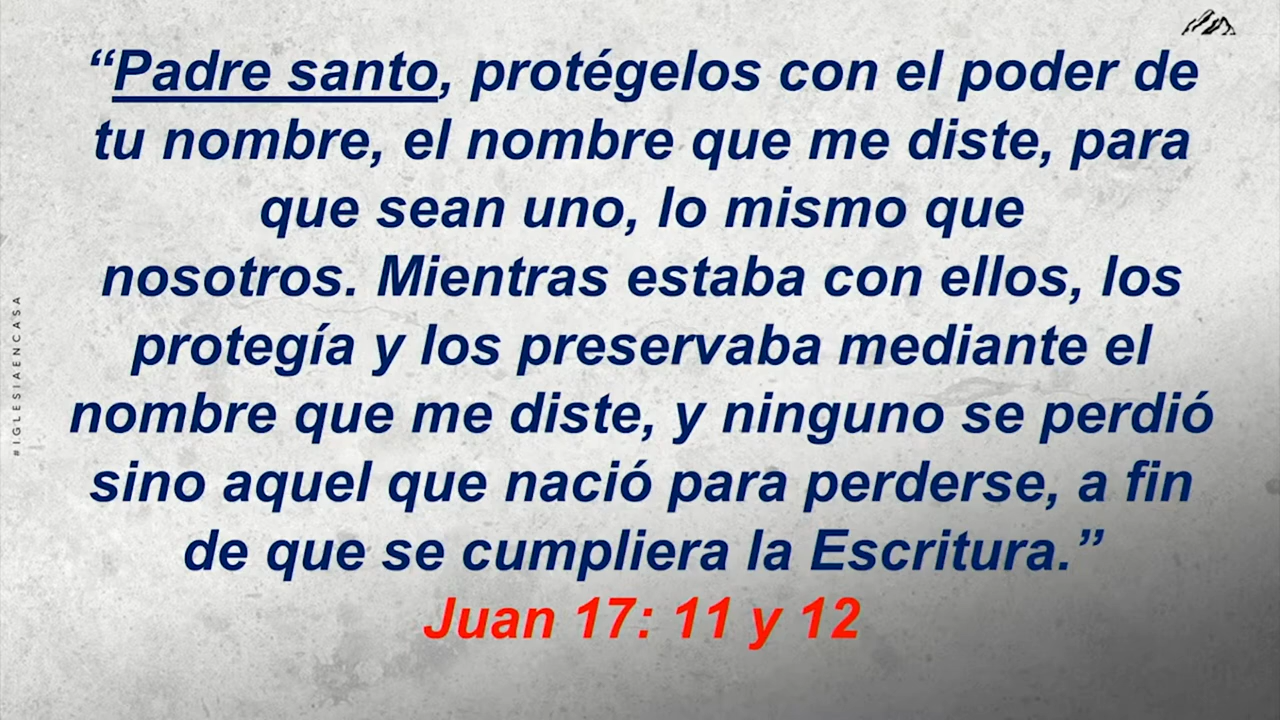 “Padre santo, protégelos con el poder de
tu nombre, el nombre que me diste, para
que sean uno, lo mismo que
nosotros. Mientras estaba con ellos, los
protegía y los preservaba mediante el
nombre que me diste, y ninguno se perdió
sino aquel que nació para perderse, a fin
de que se cumpliera la Escritura.”
Juan 17: 11 y 12
#IGLESIAENCASA